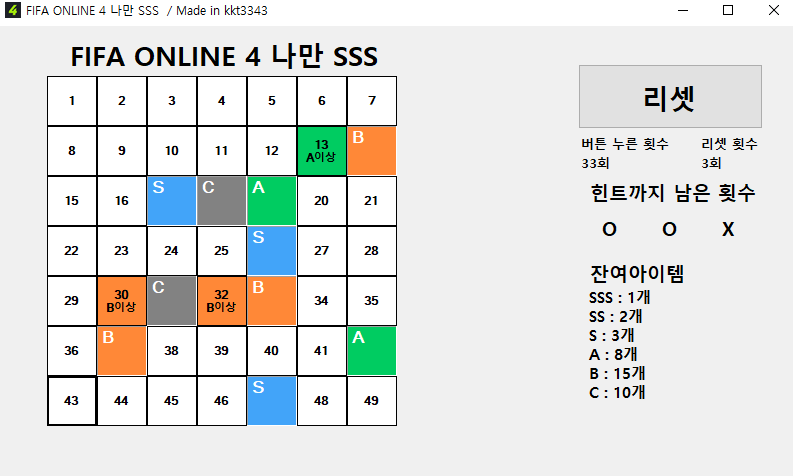 FIFA ONLINE 4 나만 SSS / Made in kkt3343
FIFA ONLINE 4 나만 SSS
1 2 3 4 5 6 7
8 9 10 11 12 13 A이상 B
15 16 S C A 20 21
22 23 24 25 S 27 28
29 30 B이상 C 32 B이상 B 34 35
36 B 38 39 40 41 A
43 44 45 46 S 48 49
리셋
버튼 누른 횟수 리셋 횟수
33회 3회
힌트까지 남은 횟수
O O X
잔여아이템
SSS : 1개
SS : 2개
S : 3개
A : 8개
B : 15개
C : 10개